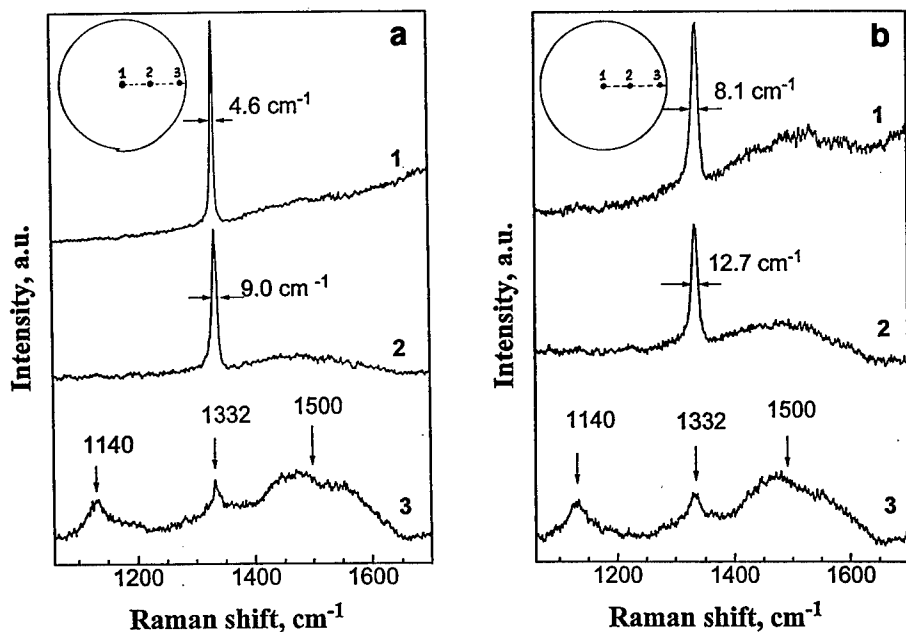 a
1 2 3
4.6 cm⁻¹
1
9.0 cm⁻¹
2
1140
1332
1500
3
1200 1400 1600
Raman shift, cm⁻¹
Intensity, a.u.
b
1 2 3
8.1 cm⁻¹
1
12.7 cm⁻¹
2
1140
1332
1500
3
1200 1400 1600
Raman shift, cm⁻¹
Intensity, a.u.